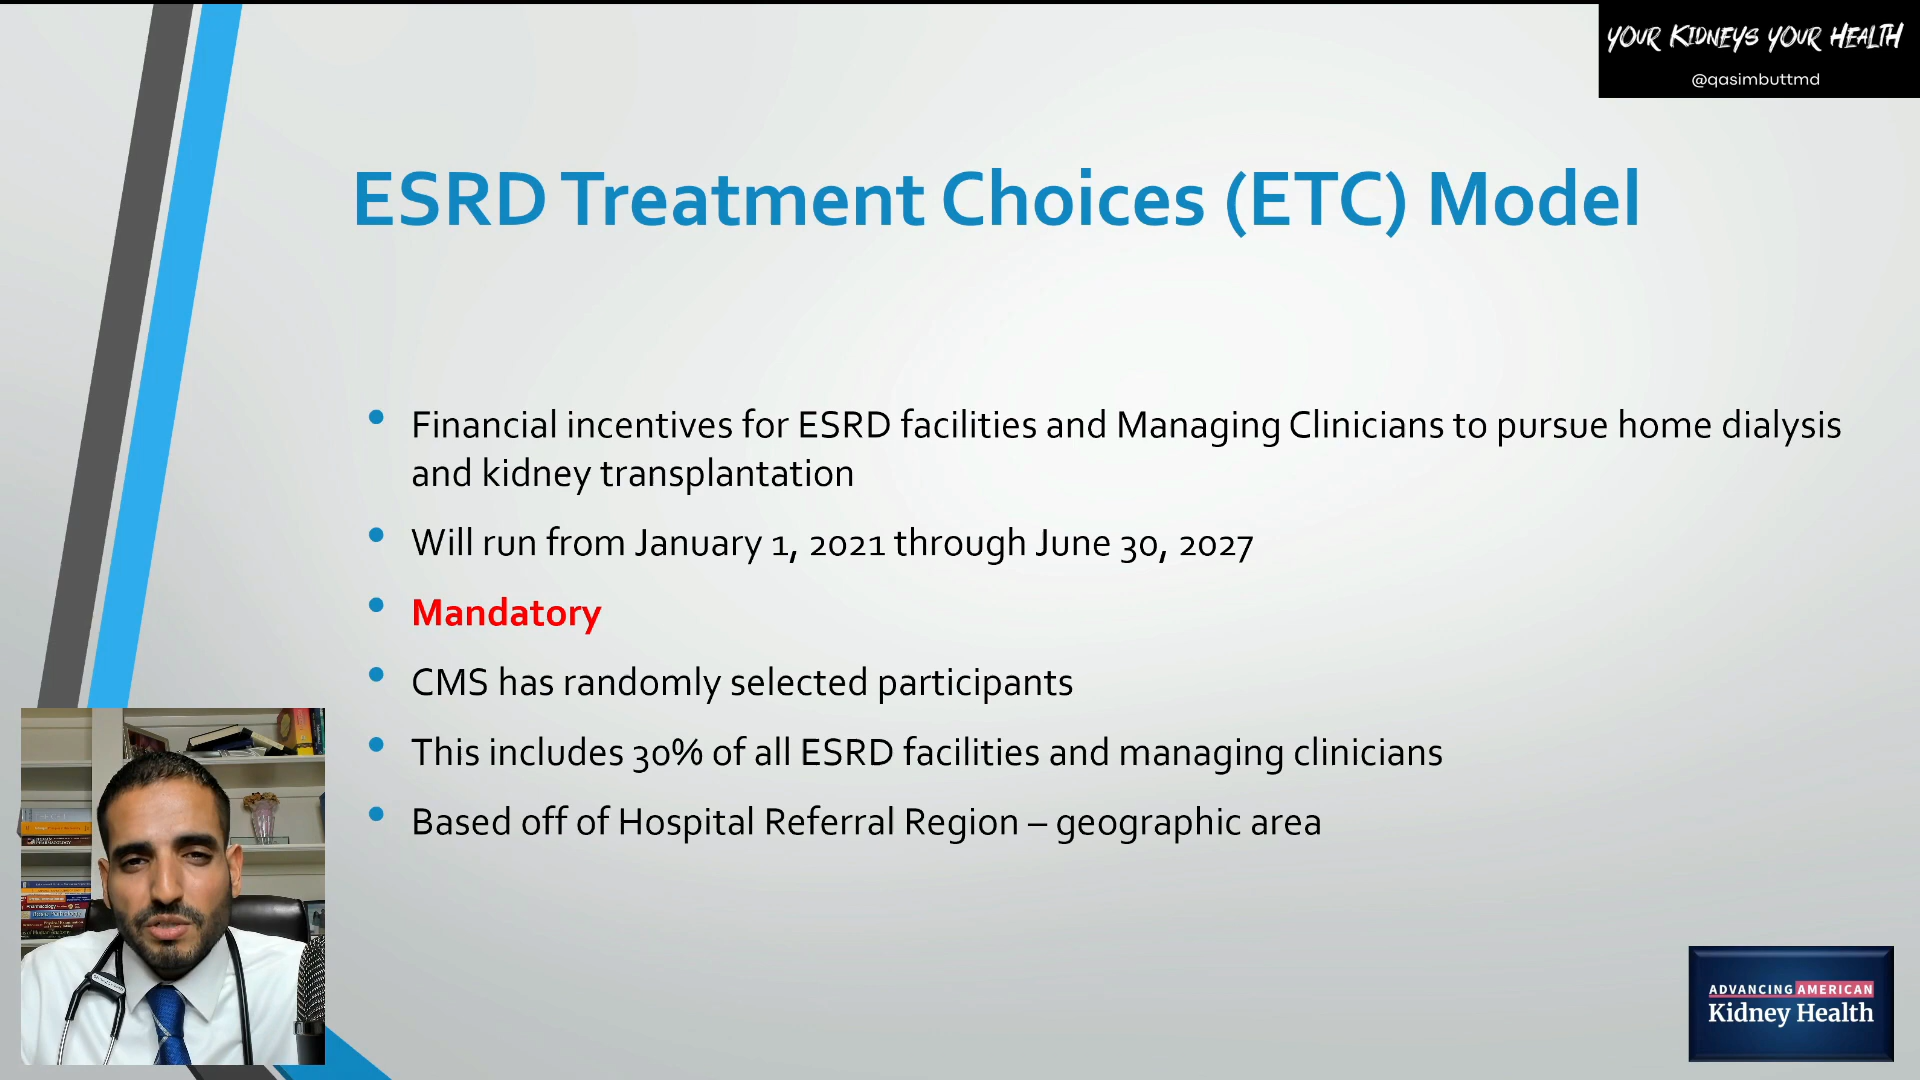 YOUR KIDNEYS YOUR HEALTH
@qasimbuttmd
ESRD Treatment Choices (ETC) Model
Financial incentives for ESRD facilities and Managing Clinicians to pursue home dialysis
and kidney transplantation
Will run from January 1, 2021 through June 30, 2027
Mandatory
CMS has randomly selected participants
This includes 30% of all ESRD facilities and managing clinicians
Based off of Hospital Referral Region – geographic area
ADVANCING AMERICAN
Kidney Health